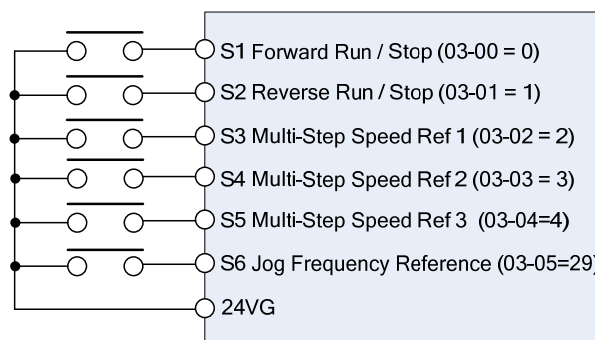 S1 Forward Run / Stop (03-00 = 0)
S2 Reverse Run / Stop (03-01 = 1)
S3 Multi-Step Speed Ref 1 (03-02 = 2)
S4 Multi-Step Speed Ref 2 (03-03 = 3)
S5 Multi-Step Speed Ref 3 (03-04=4)
S6 Jog Frequency Reference (03-05=29)
24VG